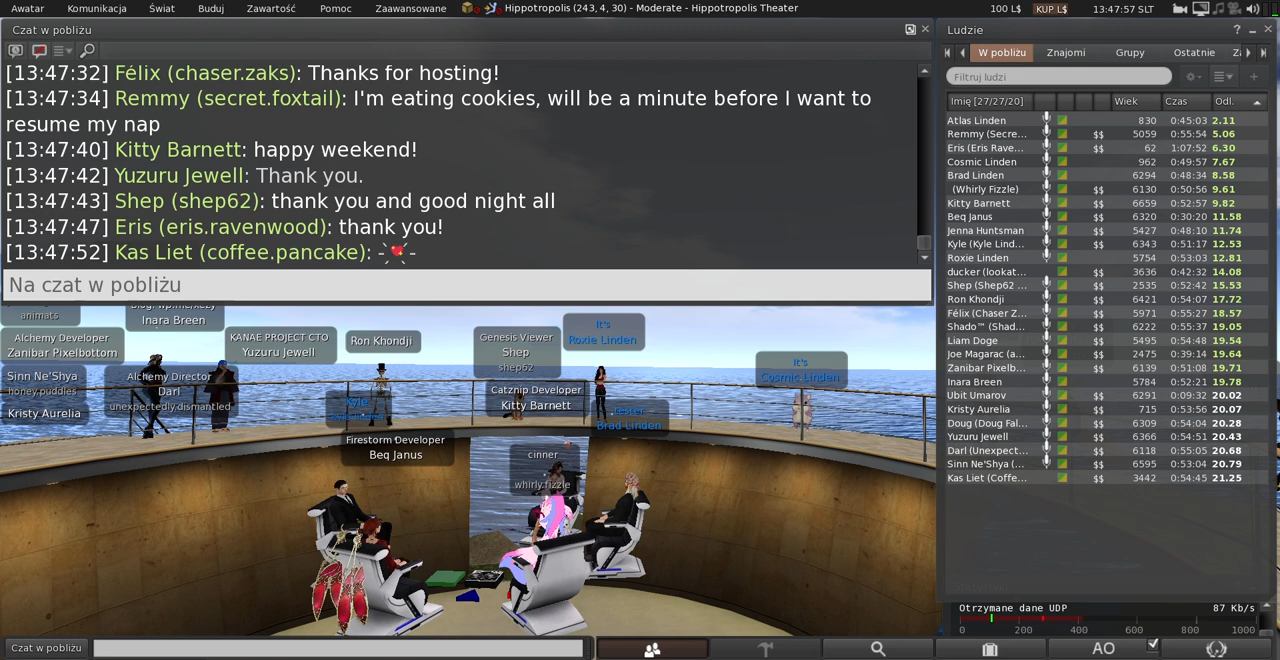 Awatar Komunikacja Świat Buduj Zawartość Pomoc Zaawansowane Hippotropolis (243, 4, 30) - Moderate - Hippotropolis Theater 100 L$ KUP L$ 13:47:57 SLT
Czat w pobliżu
[13:47:32] Félix (chaser.zaks): Thanks for hosting!
[13:47:34] Remmy (secret.foxtail): I'm eating cookies, will be a minute before I want to
resume my nap
[13:47:40] Kitty Barnett: happy weekend!
[13:47:42] Yuzuru Jewell: Thank you.
[13:47:43] Shep (shep62): thank you and good night all
[13:47:47] Eris (eris.ravenwood): thank you!
[13:47:52] Kas Liet (coffee.pancake): -💘-
Na czat w pobliżu
animats
Inara Breen
Alchemy Developer
Zanibar Pixelbottom
KANAE PROJECT CTO
Yuzuru Jewell
Ron Khondji
Genesis Viewer
Shep
shep62
It's
Roxie Linden
It's
Cosmic Linden
Sinn Ne'Shya
honey.puddles
Kristy Aurelia
Alchemy Director
Darl
unexpectedly.dismantled
Kyle
Catznip Developer
Kitty Barnett
tester
Brad Linden
Firestorm Developer
Beq Janus
cinner
whirly.fizzle
Ludzie
W pobliżu Znajomi Grupy Ostatnie
Filtruj ludzi
Imię [27/27/20] Wiek Czas Odl.
Atlas Linden 830 0:45:03 2.11
Remmy (Secre... $$ 5059 0:55:54 5.06
Eris (Eris Rave... $$ 62 1:07:52 6.30
Cosmic Linden 962 0:49:57 7.67
Brad Linden 6294 0:48:34 8.58
(Whirly Fizzle) $$ 6130 0:50:56 9.61
Kitty Barnett $$ 6659 0:52:57 9.82
Beq Janus $$ 6320 0:30:20 11.58
Jenna Huntsman $$ 5427 0:48:10 11.74
Kyle (Kyle Lind... $$ 6343 0:51:17 12.53
Roxie Linden 5754 0:53:03 12.81
ducker (lookat... $$ 3636 0:42:32 14.08
Shep (Shep62 ... $$ 2535 0:52:42 15.53
Ron Khondji $$ 6421 0:54:07 17.72
Félix (Chaser Z... $$ 5971 0:55:27 18.57
Shado™ (Shad... $$ 6222 0:55:37 19.05
Liam Doge $$ 5495 0:54:48 19.54
Joe Magarac (a... $$ 2475 0:39:14 19.64
Zanibar Pixelb... $$ 6139 0:51:08 19.71
Inara Breen 5784 0:52:21 19.78
Ubit Umarov $$ 6291 0:09:32 20.02
Kristy Aurelia $$ 715 0:53:56 20.07
Doug (Doug Fal... $$ 6309 0:54:04 20.28
Yuzuru Jewell $$ 6366 0:54:51 20.43
Darl (Unexpect... $$ 6118 0:55:05 20.68
Sinn Ne'Shya (... $$ 6595 0:53:04 20.79
Kas Liet (Coffe... $$ 3442 0:54:45 21.25
Otrzymane dane UDP 87 Kb/s
0 200 400 600 800 1000
Czat w pobliżu
AO